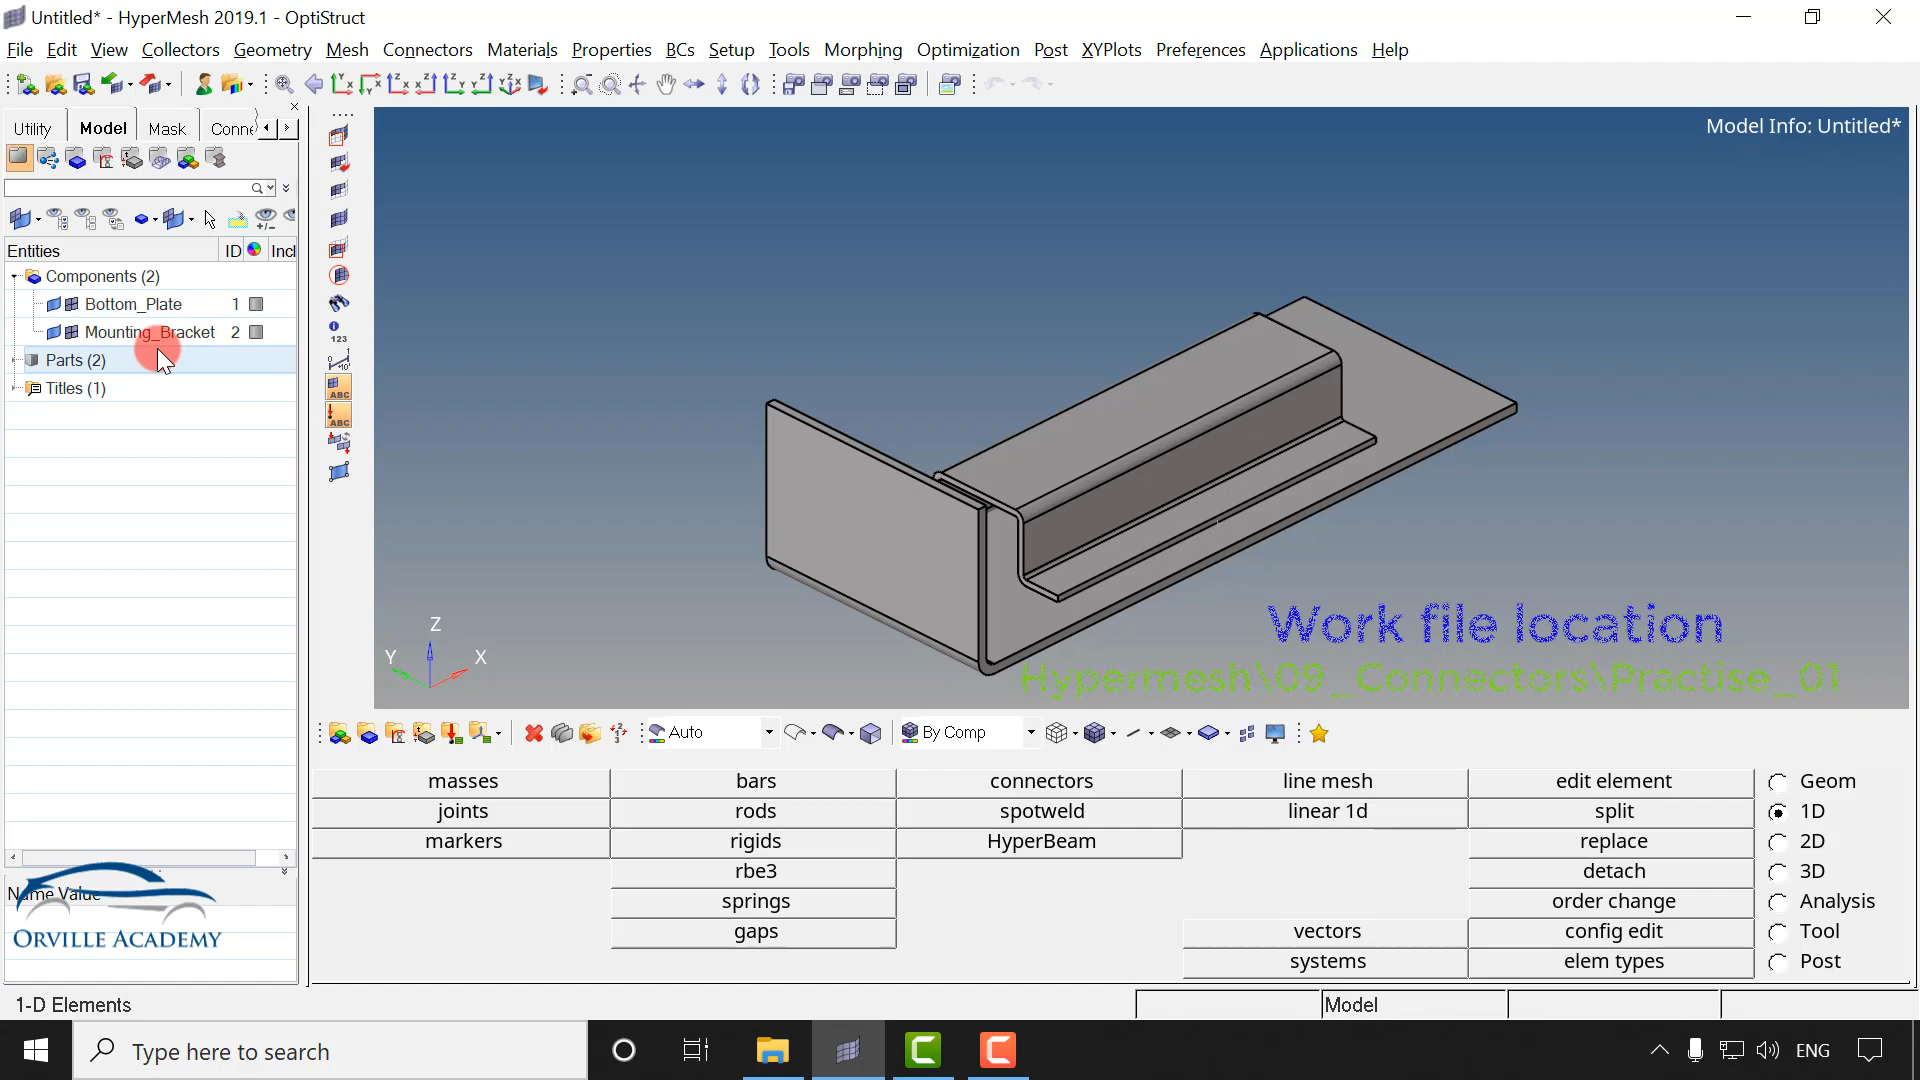 Untitled* - HyperMesh 2019.1 - OptiStruct
File Edit View Collectors Geometry Mesh Connectors Materials Properties BCs Setup Tools Morphing Optimization Post XYPlots Preferences Applications Help
Utility Model Mask Conne
Model Info: Untitled*
Entities ID Incl
Components (2)
Bottom_Plate 1
Mounting_Bracket 2
Parts (2)
Titles (1)
123
ABC
ABC
Z
Y X
Work file location
Hypermesh\09_Connectors\Practise_01
Auto By Comp
masses bars connectors line mesh edit element Geom
joints rods spotweld linear 1d split 1D
markers rigids HyperBeam replace 2D
rbe3 detach 3D
springs order change Analysis
gaps vectors config edit Tool
systems elem types Post
Name Value
ORVILLE ACADEMY
1-D Elements Model
Type here to search ENG